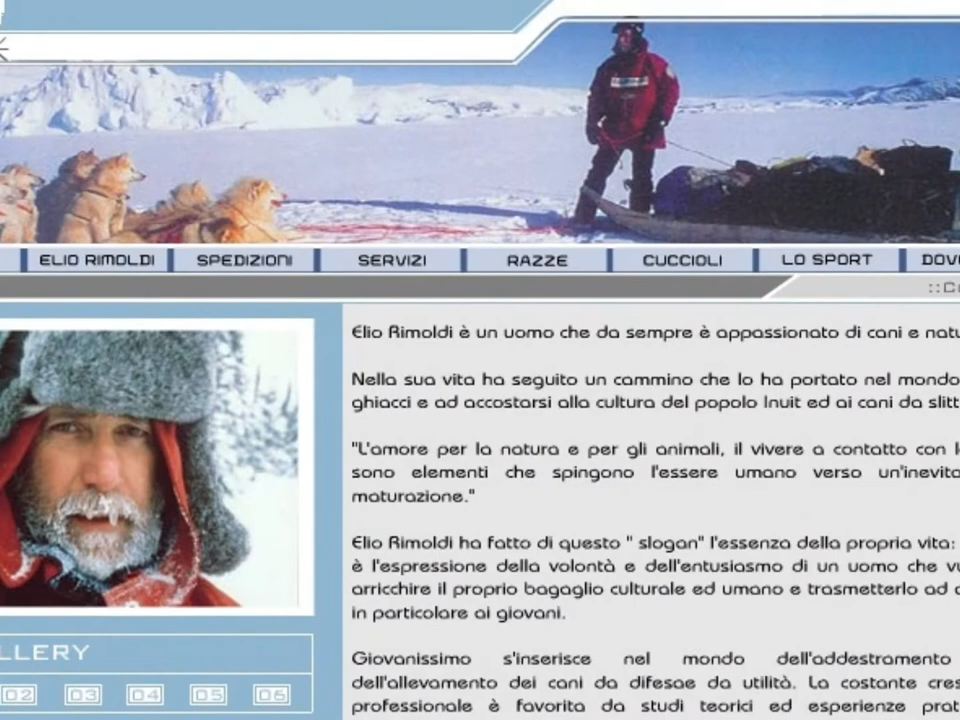 ELIO RIMOLDI SPEDIZIONI SERVIZI RAZZE CUCCIOLI LO SPORT
Elio Rimoldi è un uomo che da sempre è appassionato di cani e
Nella sua vita ha seguito un cammino che lo ha portato nel mondo
ghiacci e ad accostarsi alla cultura del popolo Inuit ed ai cani da
"L'amore per la natura e per gli animali, il vivere a contatto con
sono elementi che spingono l'essere umano verso
maturazione."
Elio Rimoldi ha fatto di questo " slogan" l'essenza della propria vita:
è l'espressione della volontà e dell'entusiasmo di un uomo che
arricchire il proprio bagaglio culturale ed umano e trasmetterlo ad
in particolare ai giovani.
LLERY
Giovanissimo s'inserisce nel mondo dell'addestramento
dell'allevamento dei cani da difesae da utilità. La costante
02 03 04 05 06
professionale è favorita da studi teorici ed esperienze